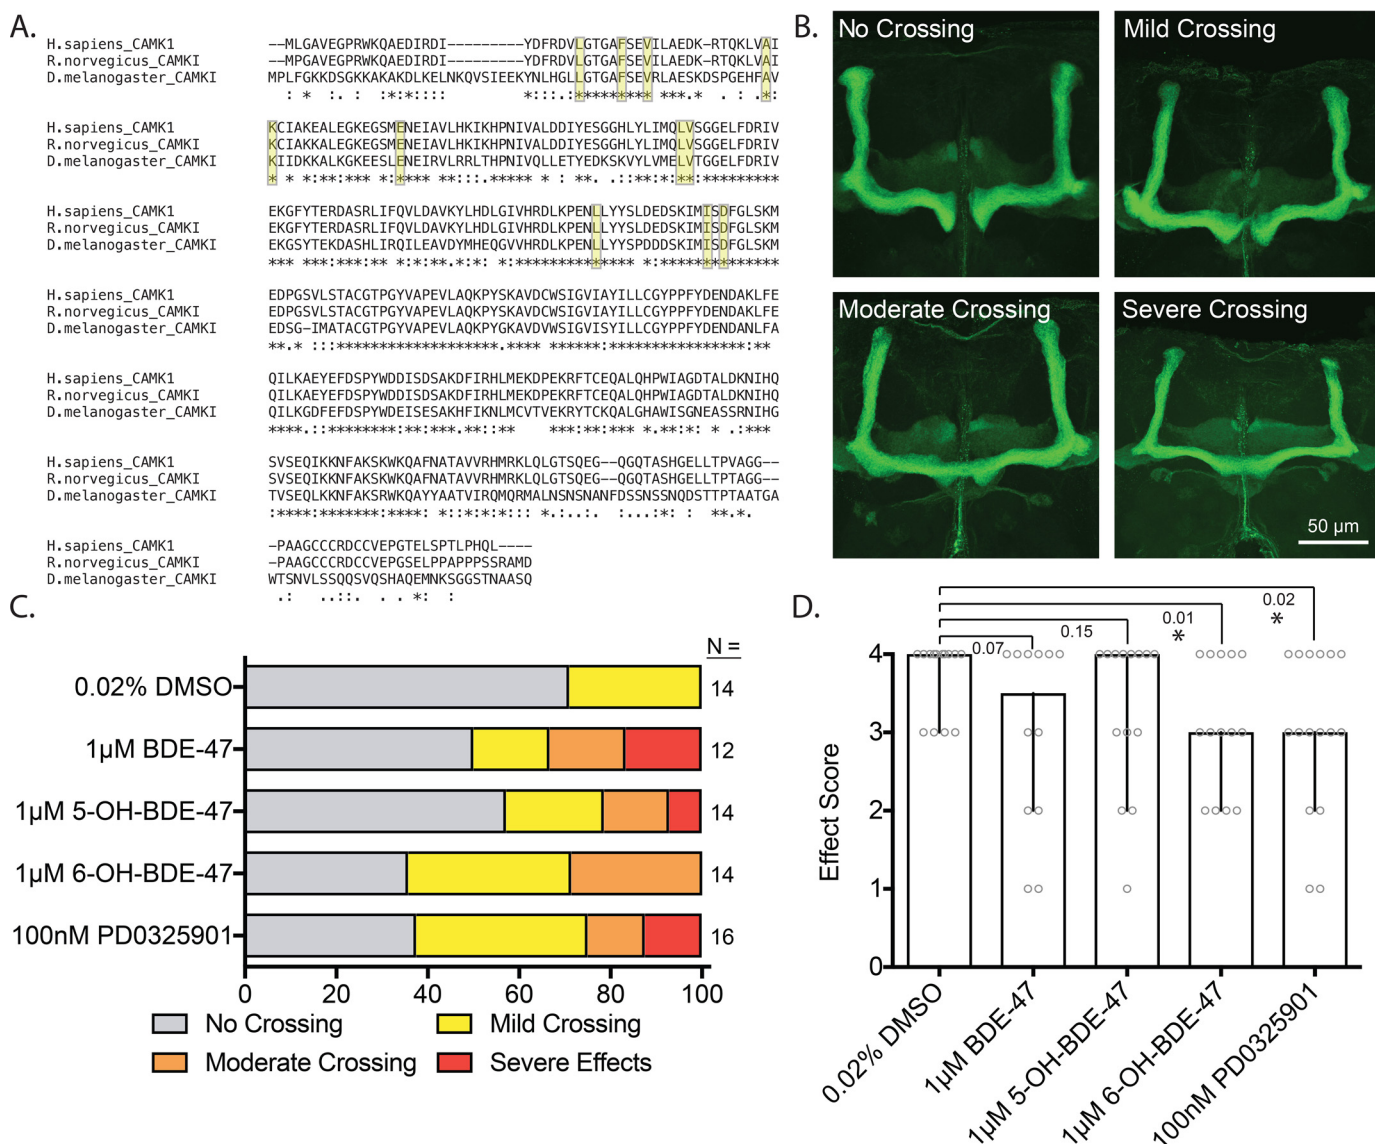 A.
H.sapiens_CAMK1 --MLGAVEGPRWKQAEDIRDI---------YDFRDVLGTGAFSEVILAEDK-RTQKLVAI
R.norvegicus_CAMKI --MPGAVEGPRWKQAEDIRDI---------YDFRDVLGTGAFSEVILAEDK-RTQKLVAI
D.melanogaster_CAMKI MPLFGKKDSGKKAKAKDLKELNKQVSIEEKYNLHGLLGTGAFSEVRLAESKDSPGEHFAV
: * :. : :*:*:::: *:::.:********** ***.* . : .*:
H.sapiens_CAMK1 KCIAKEALEGKEGSMENEIAVLHKIKHPNIVALDDIYESGGHLYLIMQLVSGGELFDRIV
R.norvegicus_CAMKI KCIAKKALEGKEGSMENEIAVLHKIKHPNIVALDDIYESGGHLYLIMQLVSGGELFDRIV
D.melanogaster_CAMKI KIIDKKALKGKEESLENEIRVLRRLTHPNIVQLLETYEDKSKVYLVMELVTGGELFDRIV
* * *:**:*** *:**** **:::.***** * : **. .::**:*:**:*********
H.sapiens_CAMK1 EKGFYTERDASRLIFQVLDAVKYLHDLGIVHRDLKPENLLYYSLDEDSKIMISDFGLSKM
R.norvegicus_CAMKI EKGFYTERDASRLIFQVLDAVKYLHDLGIVHRDLKPENLLYYSLDEDSKIMISDFGLSKM
D.melanogaster_CAMKI EKGSYTEKDASHLIRQILEAVDYMHEQGVVHRDLKPENLLYYSPDDDSKIMISDFGLSKM
*** ***:***:** *:*:**.*:*: *:************** *:**************
H.sapiens_CAMK1 EDPGSVLSTACGTPGYVAPEVLAQKPYSKAVDCWSIGVIAYILLCGYPPFYDENDAKLFE
R.norvegicus_CAMKI EDPGSVLSTACGTPGYVAPEVLAQKPYSKAVDCWSIGVIAYILLCGYPPFYDENDAKLFE
D.melanogaster_CAMKI EDSG-IMATACGTPGYVAPEVLAQKPYGKAVDVWSIGVISYILLCGYPPFYDENDANLFA
**.* :::*******************.**** ******:****************:**
H.sapiens_CAMK1 QILKAEYEFDSPYWDDISDSAKDFIRHLMEKDPEKRFTCEQALQHPWIAGDTALDKNIHQ
R.norvegicus_CAMKI QILKAEYEFDSPYWDDISDSAKDFIRHLMEKDPEKRFTCEQALQHPWIAGDTALDKNIHQ
D.melanogaster_CAMKI QILKGDFEFDSPYWDEISESAKHFIKNLMCVTVEKRYTCKQALGHAWISGNEASSRNIHG
****.::********:**:***.**::** ***:**:*** *.**:*: * .:***
H.sapiens_CAMK1 SVSEQIKKNFAKSKWKQAFNATAVVRHMRKLQLGTSQEG--QGQTASHGELLTPVAGG--
R.norvegicus_CAMKI SVSEQIKKNFAKSKWKQAFNATAVVRHMRKLQLGTSQEG--QGQTASHGELLTPTAGG--
D.melanogaster_CAMKI TVSEQLKKNFAKSRWKQAYYAATVIRQMQRMALNSNSNANFDSSNSSNQDSTTPTAATGA
:****:*******:****: *::*:*:*::: *.:..:. :...:*: : **.*.
H.sapiens_CAMK1 -PAAGCCCRDCCVEPGTELSPTLPHQL----
R.norvegicus_CAMKI -PAAGCCCRDCCVEPGSELPPAPPPSSRAMD
D.melanogaster_CAMKI WTSNVLSSQQSVQSHAQEMNKSGGSTNAASQ
.: ..::. . . *: :
B.
No Crossing
Mild Crossing
Moderate Crossing
Severe Crossing
50 µm
C.
N =
0.02% DMSO 14
1µM BDE-47 12
1µM 5-OH-BDE-47 14
1µM 6-OH-BDE-47 14
100nM PD0325901 16
0 20 40 60 80 100
No Crossing
Mild Crossing
Moderate Crossing
Severe Effects
D.
0.02
*
0.01
*
0.15
0.07
Effect Score
4
3
2
1
0
0.02% DMSO
1µM BDE-47
1µM 5-OH-BDE-47
1µM 6-OH-BDE-47
100nM PD0325901